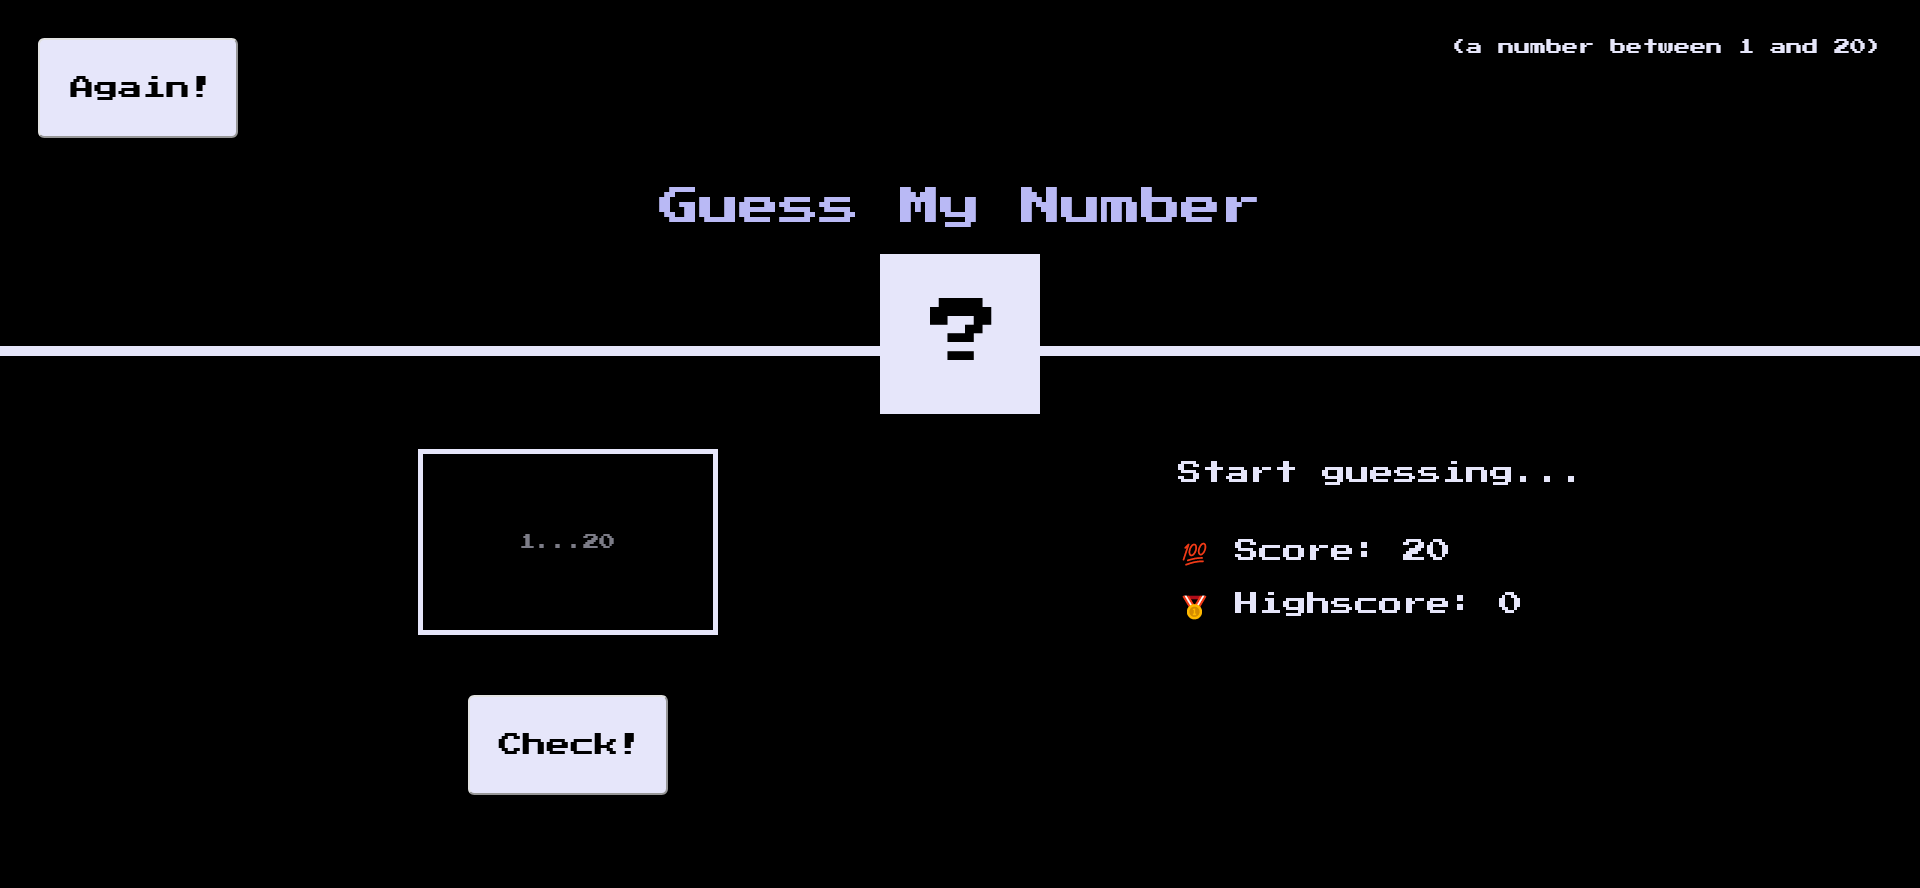 Again!
(a number between 1 and 20)
Guess My Number
?
1...20
Check!
Start guessing...
💯 Score: 20
🥇 Highscore: 0